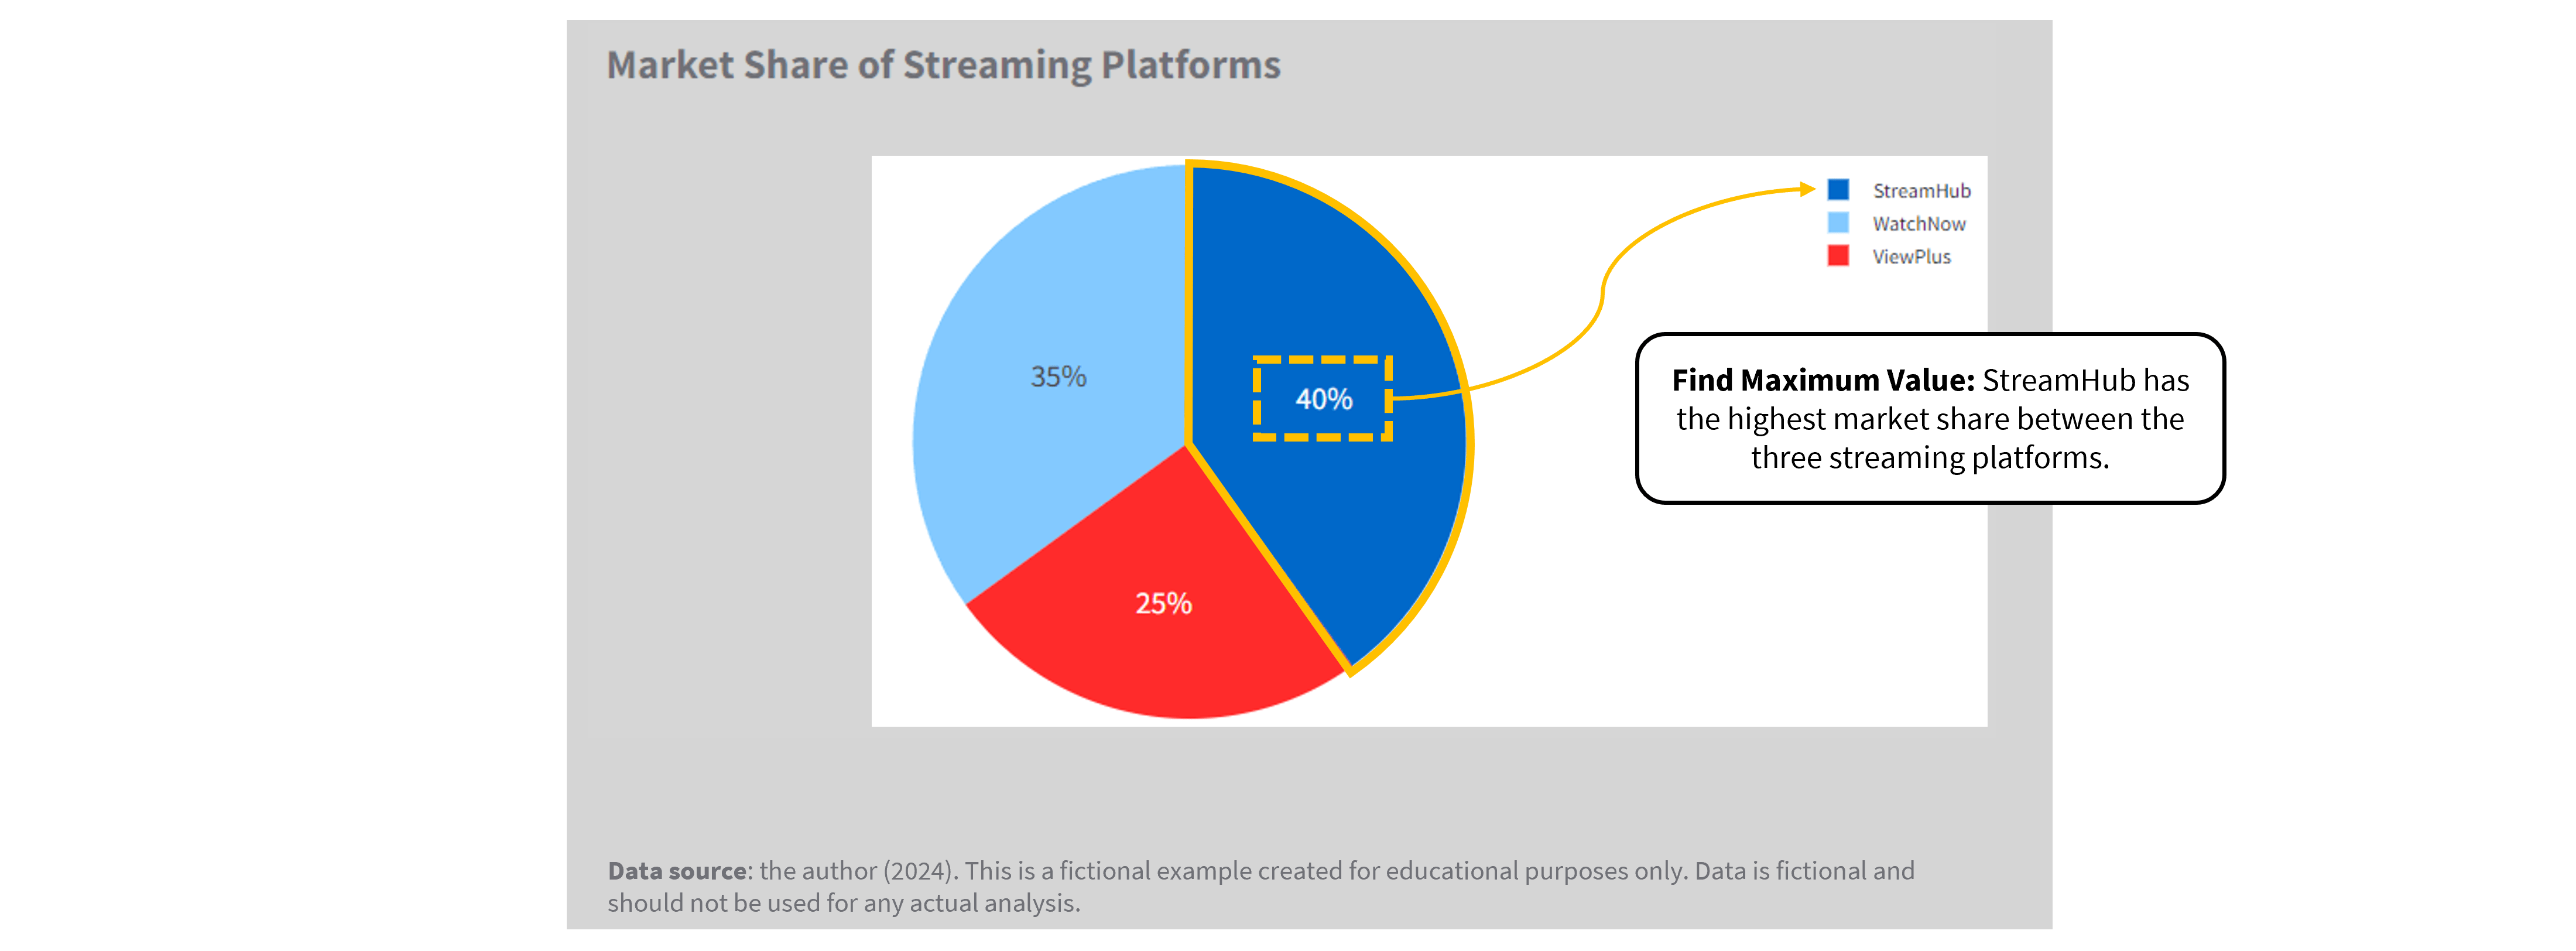 Market Share of Streaming Platforms
StreamHub
WatchNow
ViewPlus
35%
40%
25%
Find Maximum Value: StreamHub has
the highest market share between the
three streaming platforms.
Data source: the author (2024). This is a fictional example created for educational purposes only. Data is fictional and
should not be used for any actual analysis.